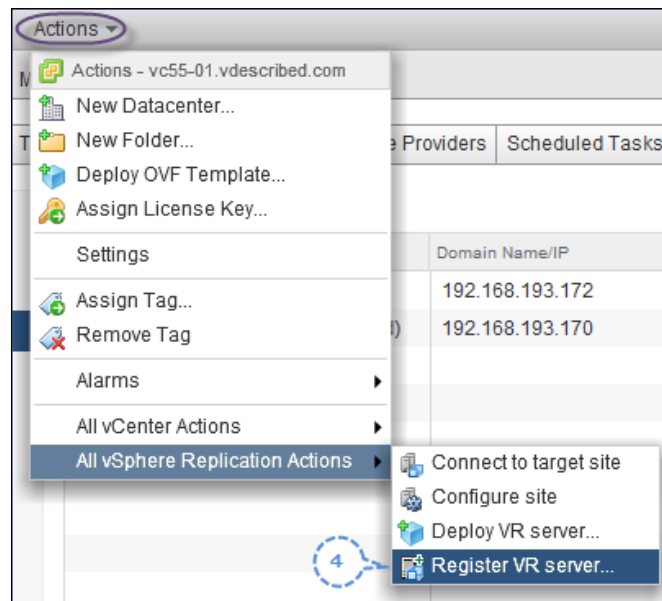 Actions
Actions - vc55-01.vdescribed.com
M
New Datacenter...
New Folder...
T
e Providers
Scheduled Tasks
Deploy OVF Template...
Assign License Key...
Settings
Domain Name/IP
192.168.193.172
Assign Tag...
Remove Tag
)
192.168.193.170
Alarms
All vCenter Actions
All vSphere Replication Actions
Connect to target site
Configure site
Deploy VR server...
4
Register VR server...